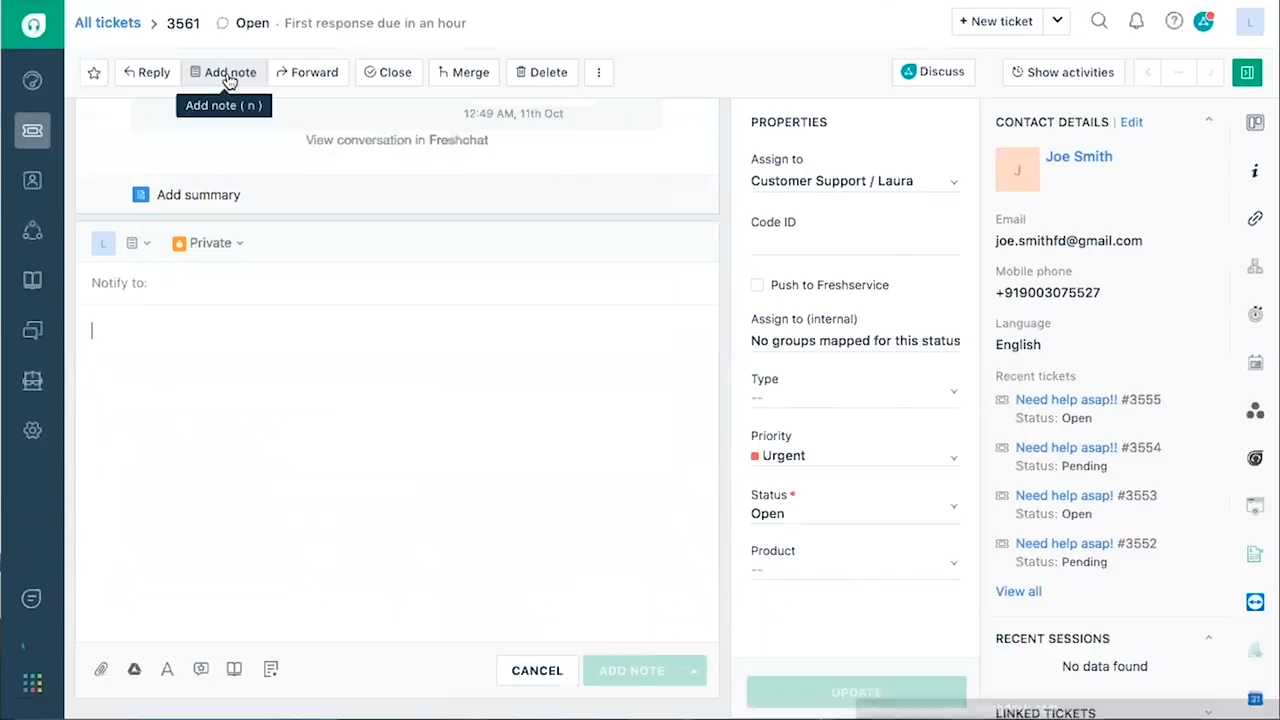 All tickets > 3561 Open · First response due in an hour
+ New ticket
L
Reply
Add note
Forward
Close
Merge
Delete
Discuss
Show activities
Add note ( n )
12:49 AM, 11th Oct
View conversation in Freshchat
Add summary
L
Private
Notify to:
CANCEL
ADD NOTE
PROPERTIES
Assign to
Customer Support / Laura
Code ID
Push to Freshservice
Assign to (internal)
No groups mapped for this status
Type
--
Priority
Urgent
Status *
Open
Product
--
UPDATE
CONTACT DETAILS | Edit
J
Joe Smith
Email
joe.smithfd@gmail.com
Mobile phone
+919003075527
Language
English
Recent tickets
Need help asap!! #3555
Status: Open
Need help asap!! #3554
Status: Pending
Need help asap! #3553
Status: Open
Need help asap! #3552
Status: Pending
View all
RECENT SESSIONS
No data found
LINKED TICKETS
31